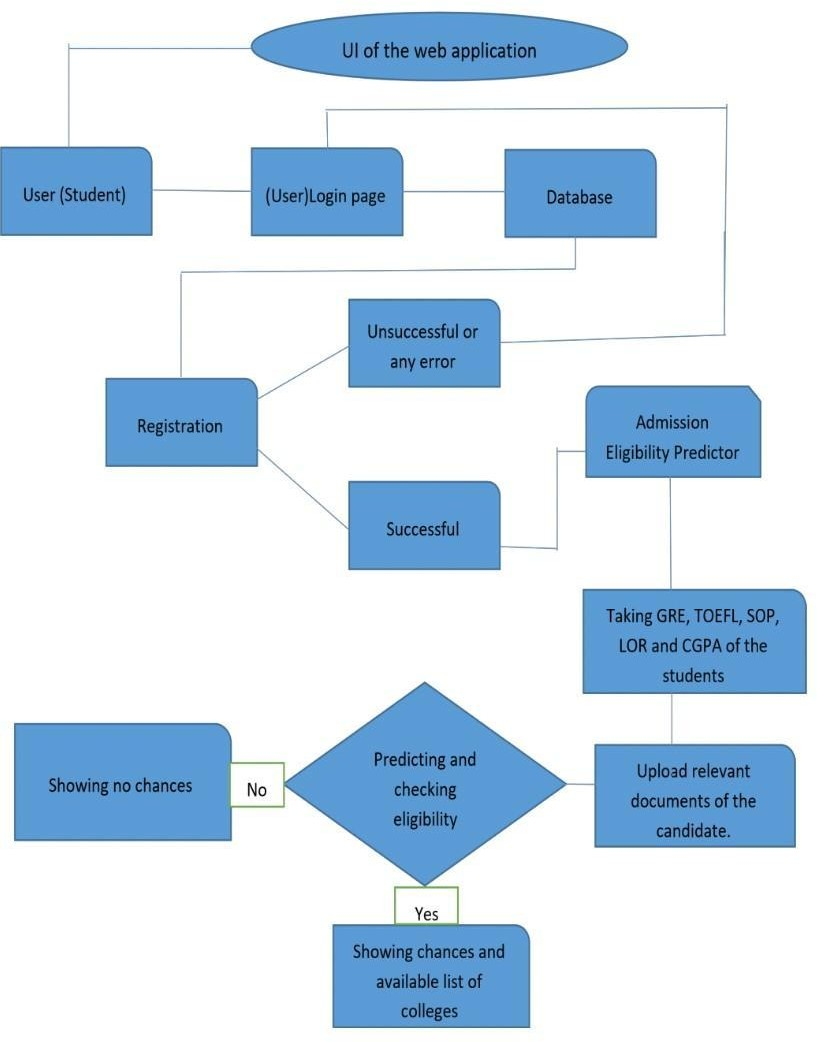 UI of the web application
User (Student)
(User)Login page
Database
Unsuccessful or
any error
Registration
Admission
Eligibility Predictor
Successful
Taking GRE, TOEFL, SOP,
LOR and CGPA of the
students
Upload relevant
documents of the
candidate.
Predicting and
checking
eligibility
No
Showing no chances
Yes
Showing chances and
available list of
colleges